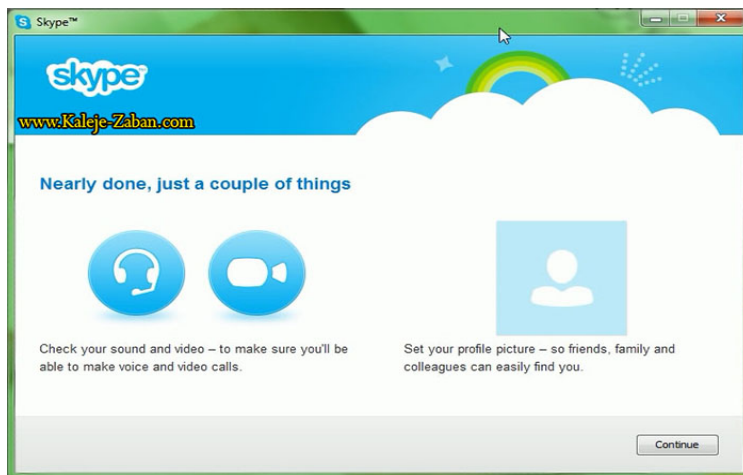 Skype™
skype
www.Kaleje-Zaban.com
Nearly done, just a couple of things
Check your sound and video – to make sure you'll be
able to make voice and video calls.
Set your profile picture – so friends, family and
colleagues can easily find you.
Continue